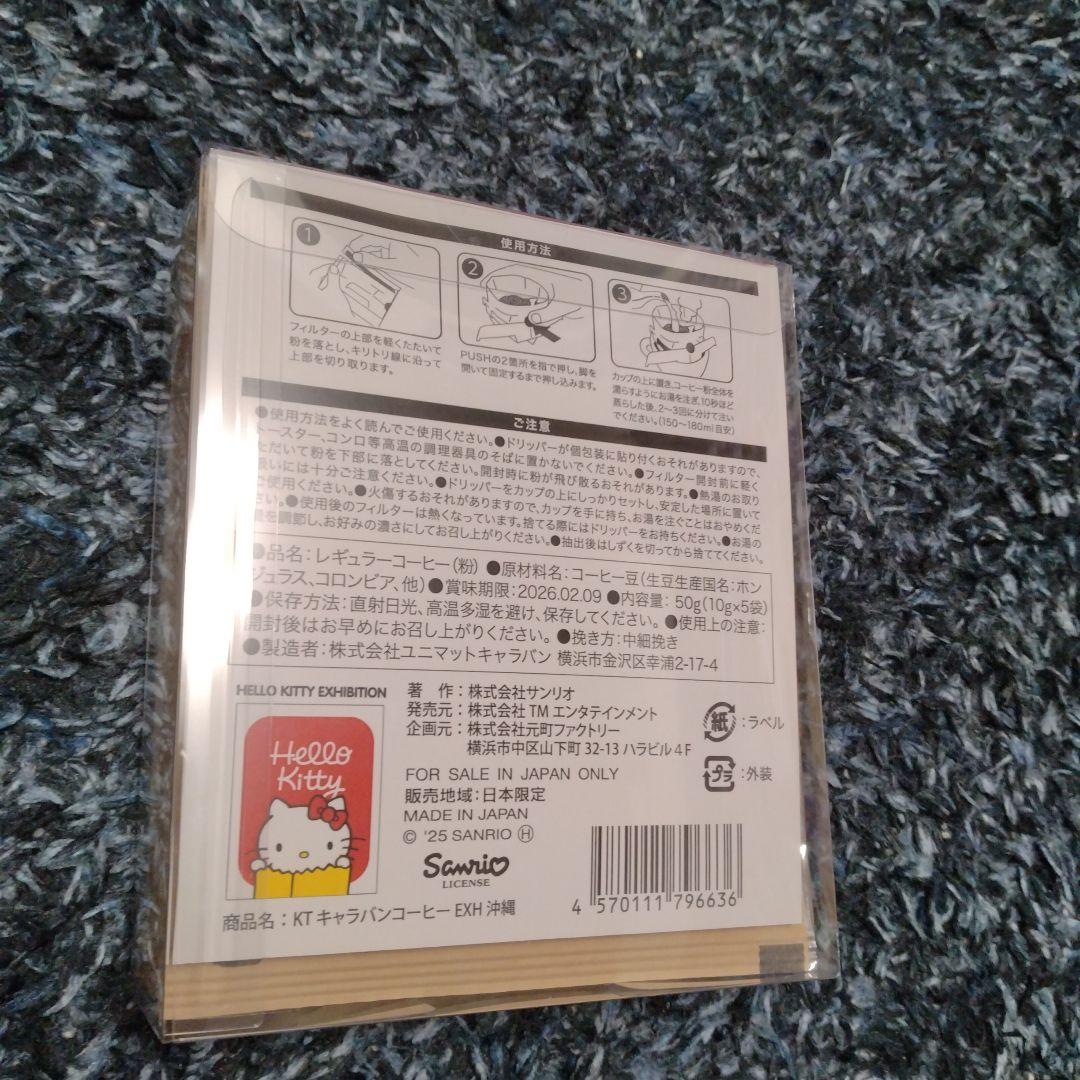 使用方法
1
フィルターの上部を軽くたたいて
粉を落とし、キリトリ線に沿って
上部を切り取ります。
2
PUSHの2箇所を指で押し、脚を
開いて固定するまで押し込みます。
3
カップの上に置き、コーヒー粉全体を
濡らすようにお湯を注ぎ、10秒ほど
蒸らした後、2〜3回に分けて注い
でください。(150〜180ml目安)
ご注意
●使用方法をよく読んでご使用ください。●ドリッパーが個包装に貼り付くおそれがありますので、
トースター、コンロ等高温の調理器具のそばに置かないでください。●フィルター開封前に軽く
たたいて粉を下部に落としてください。開封時に粉が飛び散るおそれがあります。●熱湯のお取り
扱いには十分ご注意ください。●ドリッパーをカップの上にしっかりセットし、安定した場所に置いて
ご使用ください。●火傷するおそれがありますので、カップを手に持ち、お湯を注ぐことはおやめくだ
さい。●使用後のフィルターは熱くなっています。捨てる際にはドリッパーをお持ちください。●お湯の
量を調節し、お好みの濃さにしてお召し上がりください。●抽出後はしずくを切ってから捨ててください。
●品名:レギュラーコーヒー(粉) ●原材料名:コーヒー豆(生豆生産国名:ホン
ジュラス、コロンビア、他)●賞味期限:2026.02.09 ●内容量: 50g(10g×5袋)
●保存方法:直射日光、高温多湿を避け、保存してください。●使用上の注意:
開封後はお早めにお召し上がりください。 ●挽き方:中細挽き
●製造者:株式会社ユニマットキャラバン 横浜市金沢区幸浦2-17-4
HELLO KITTY EXHIBITION
Hello
Kitty
著 作:株式会社サンリオ
発売元:株式会社TMエンタテインメント
企画元:株式会社元町ファクトリー
横浜市中区山下町 32-13 ハラビル4F
紙:ラベル
プラ:外装
FOR SALE IN JAPAN ONLY
販売地域:日本限定
MADE IN JAPAN
© '25 SANRIO Ⓗ
Sanrio
LICENSE
4 570111 796636
商品名:KTキャラバンコーヒー EXH 沖縄